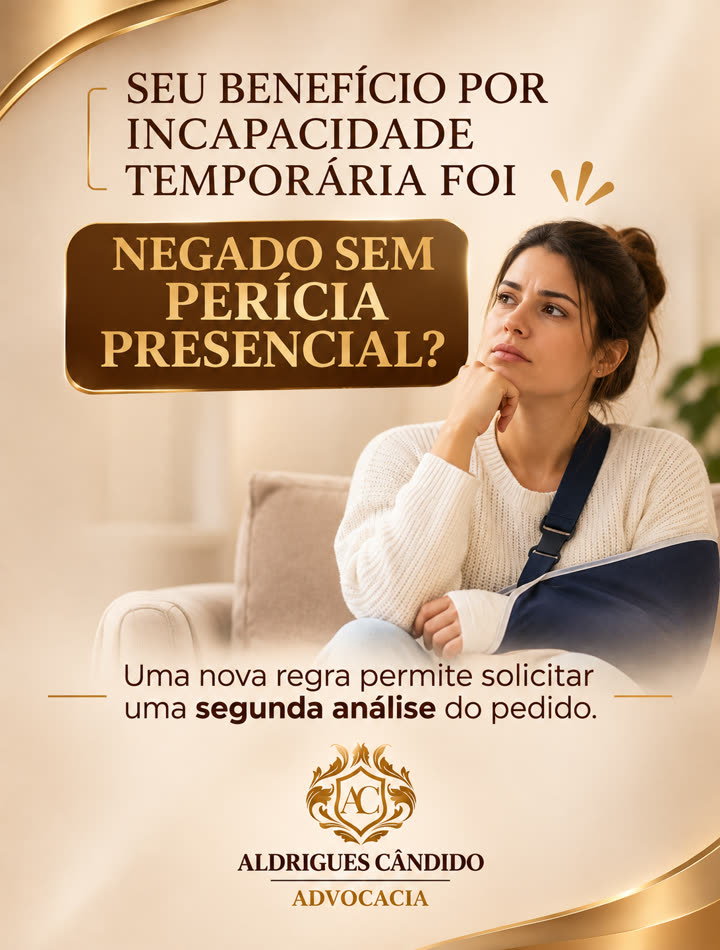 SEU BENEFÍCIO POR
INCAPACIDADE
TEMPORÁRIA FOI
NEGADO SEM
PERÍCIA
PRESENCIAL?
Uma nova regra permite solicitar
uma segunda análise do pedido.
AC
ALDRIGUES CÂNDIDO
ADVOCACIA